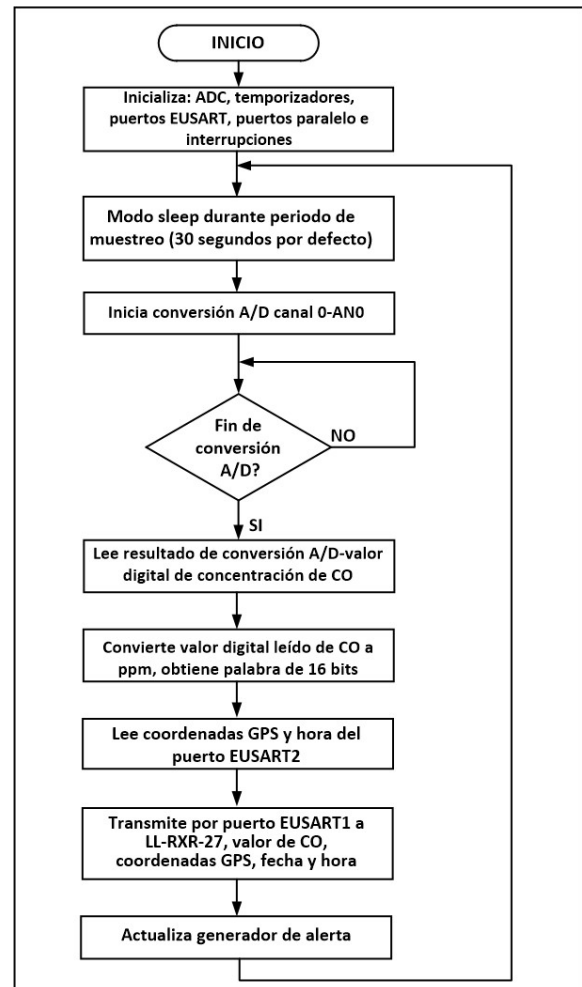 INICIO
Inicializa: ADC, temporizadores,
puertos EUSART, puertos paralelo e
interrupciones
Modo sleep durante periodo de
muestreo (30 segundos por defecto)
Inicia conversión A/D canal 0-AN0
Fin de
conversión
A/D?
NO
SI
Lee resultado de conversión A/D-valor
digital de concentración de CO
Convierte valor digital leído de CO a
ppm, obtiene palabra de 16 bits
Lee coordenadas GPS y hora del
puerto EUSART2
Transmite por puerto EUSART1 a
LL-RXR-27, valor de CO,
coordenadas GPS, fecha y hora
Actualiza generador de alerta